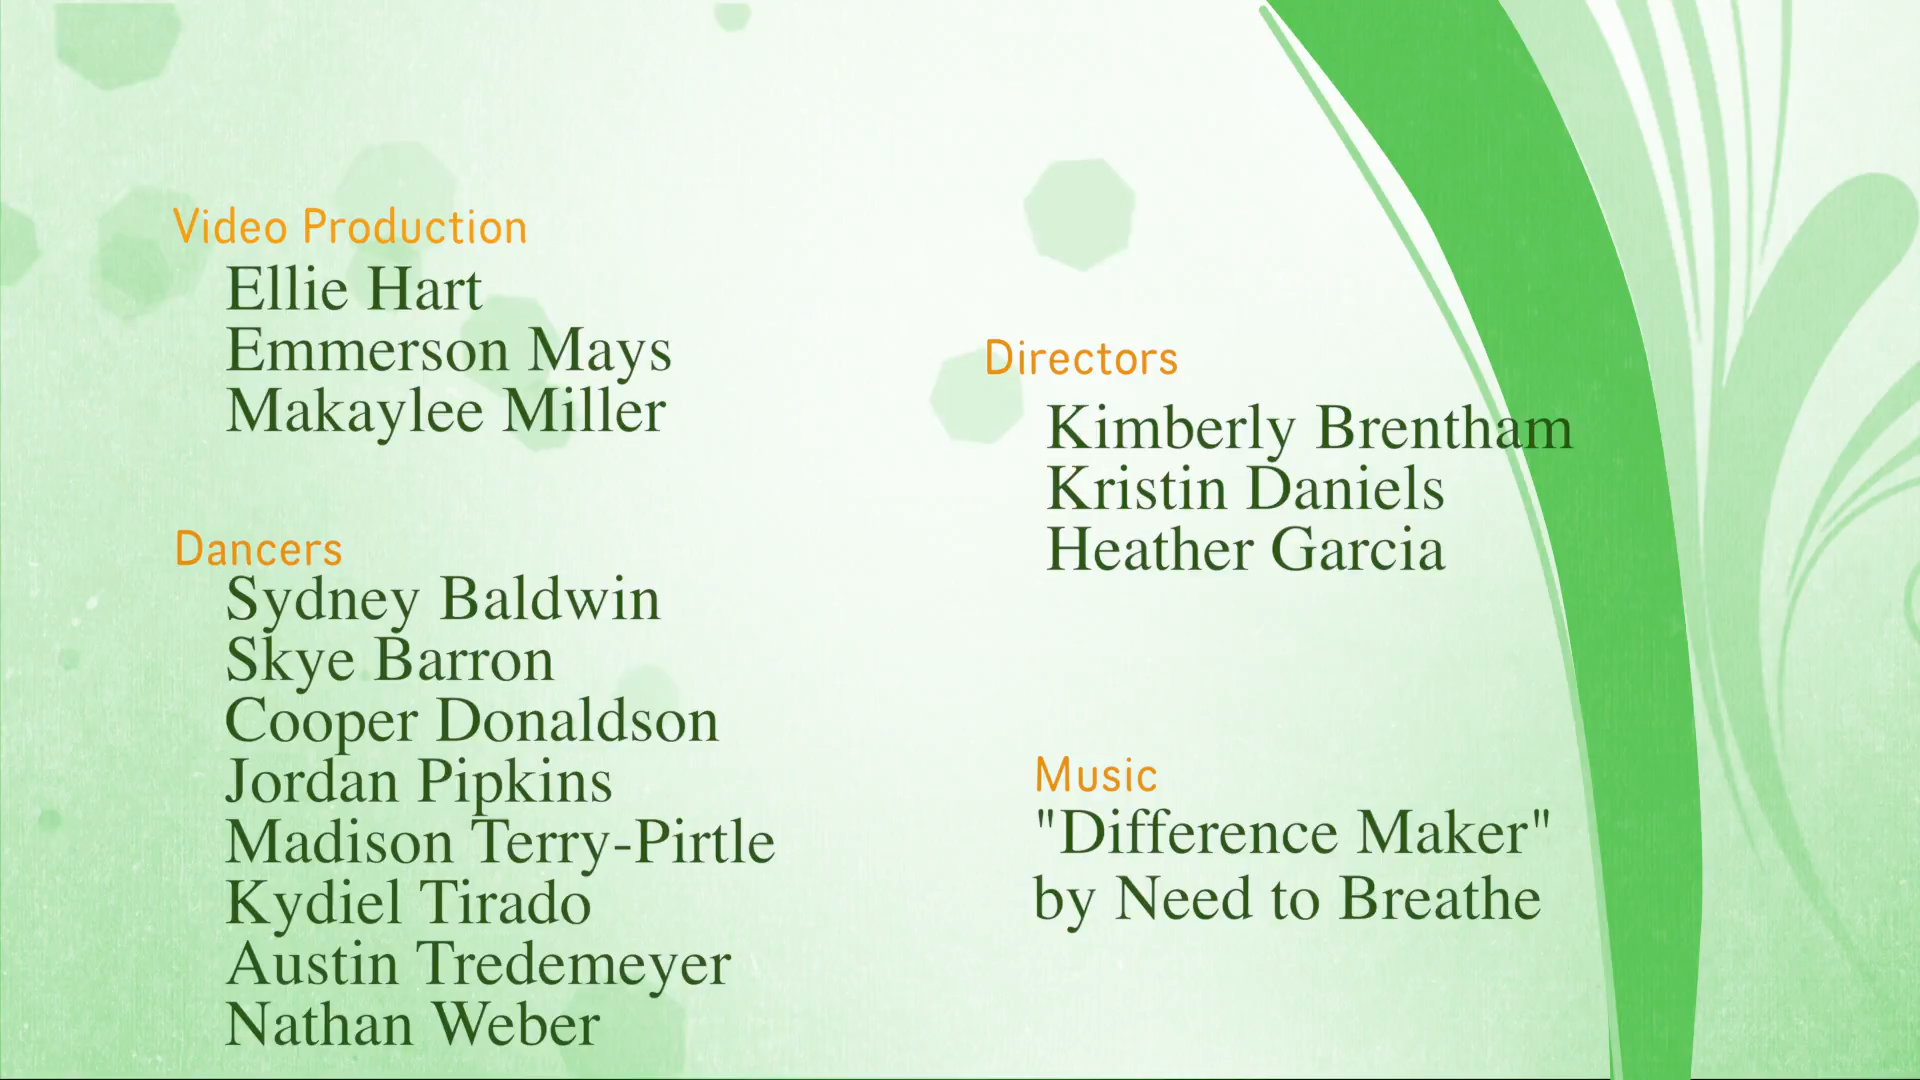 Video Production
Ellie Hart
Emmerson Mays
Makaylee Miller
Dancers
Sydney Baldwin
Skye Barron
Cooper Donaldson
Jordan Pipkins
Madison Terry-Pirtle
Kydiel Tirado
Austin Tredemeyer
Nathan Weber
Directors
Kimberly Brentham
Kristin Daniels
Heather Garcia
Music
"Difference Maker"
by Need to Breathe